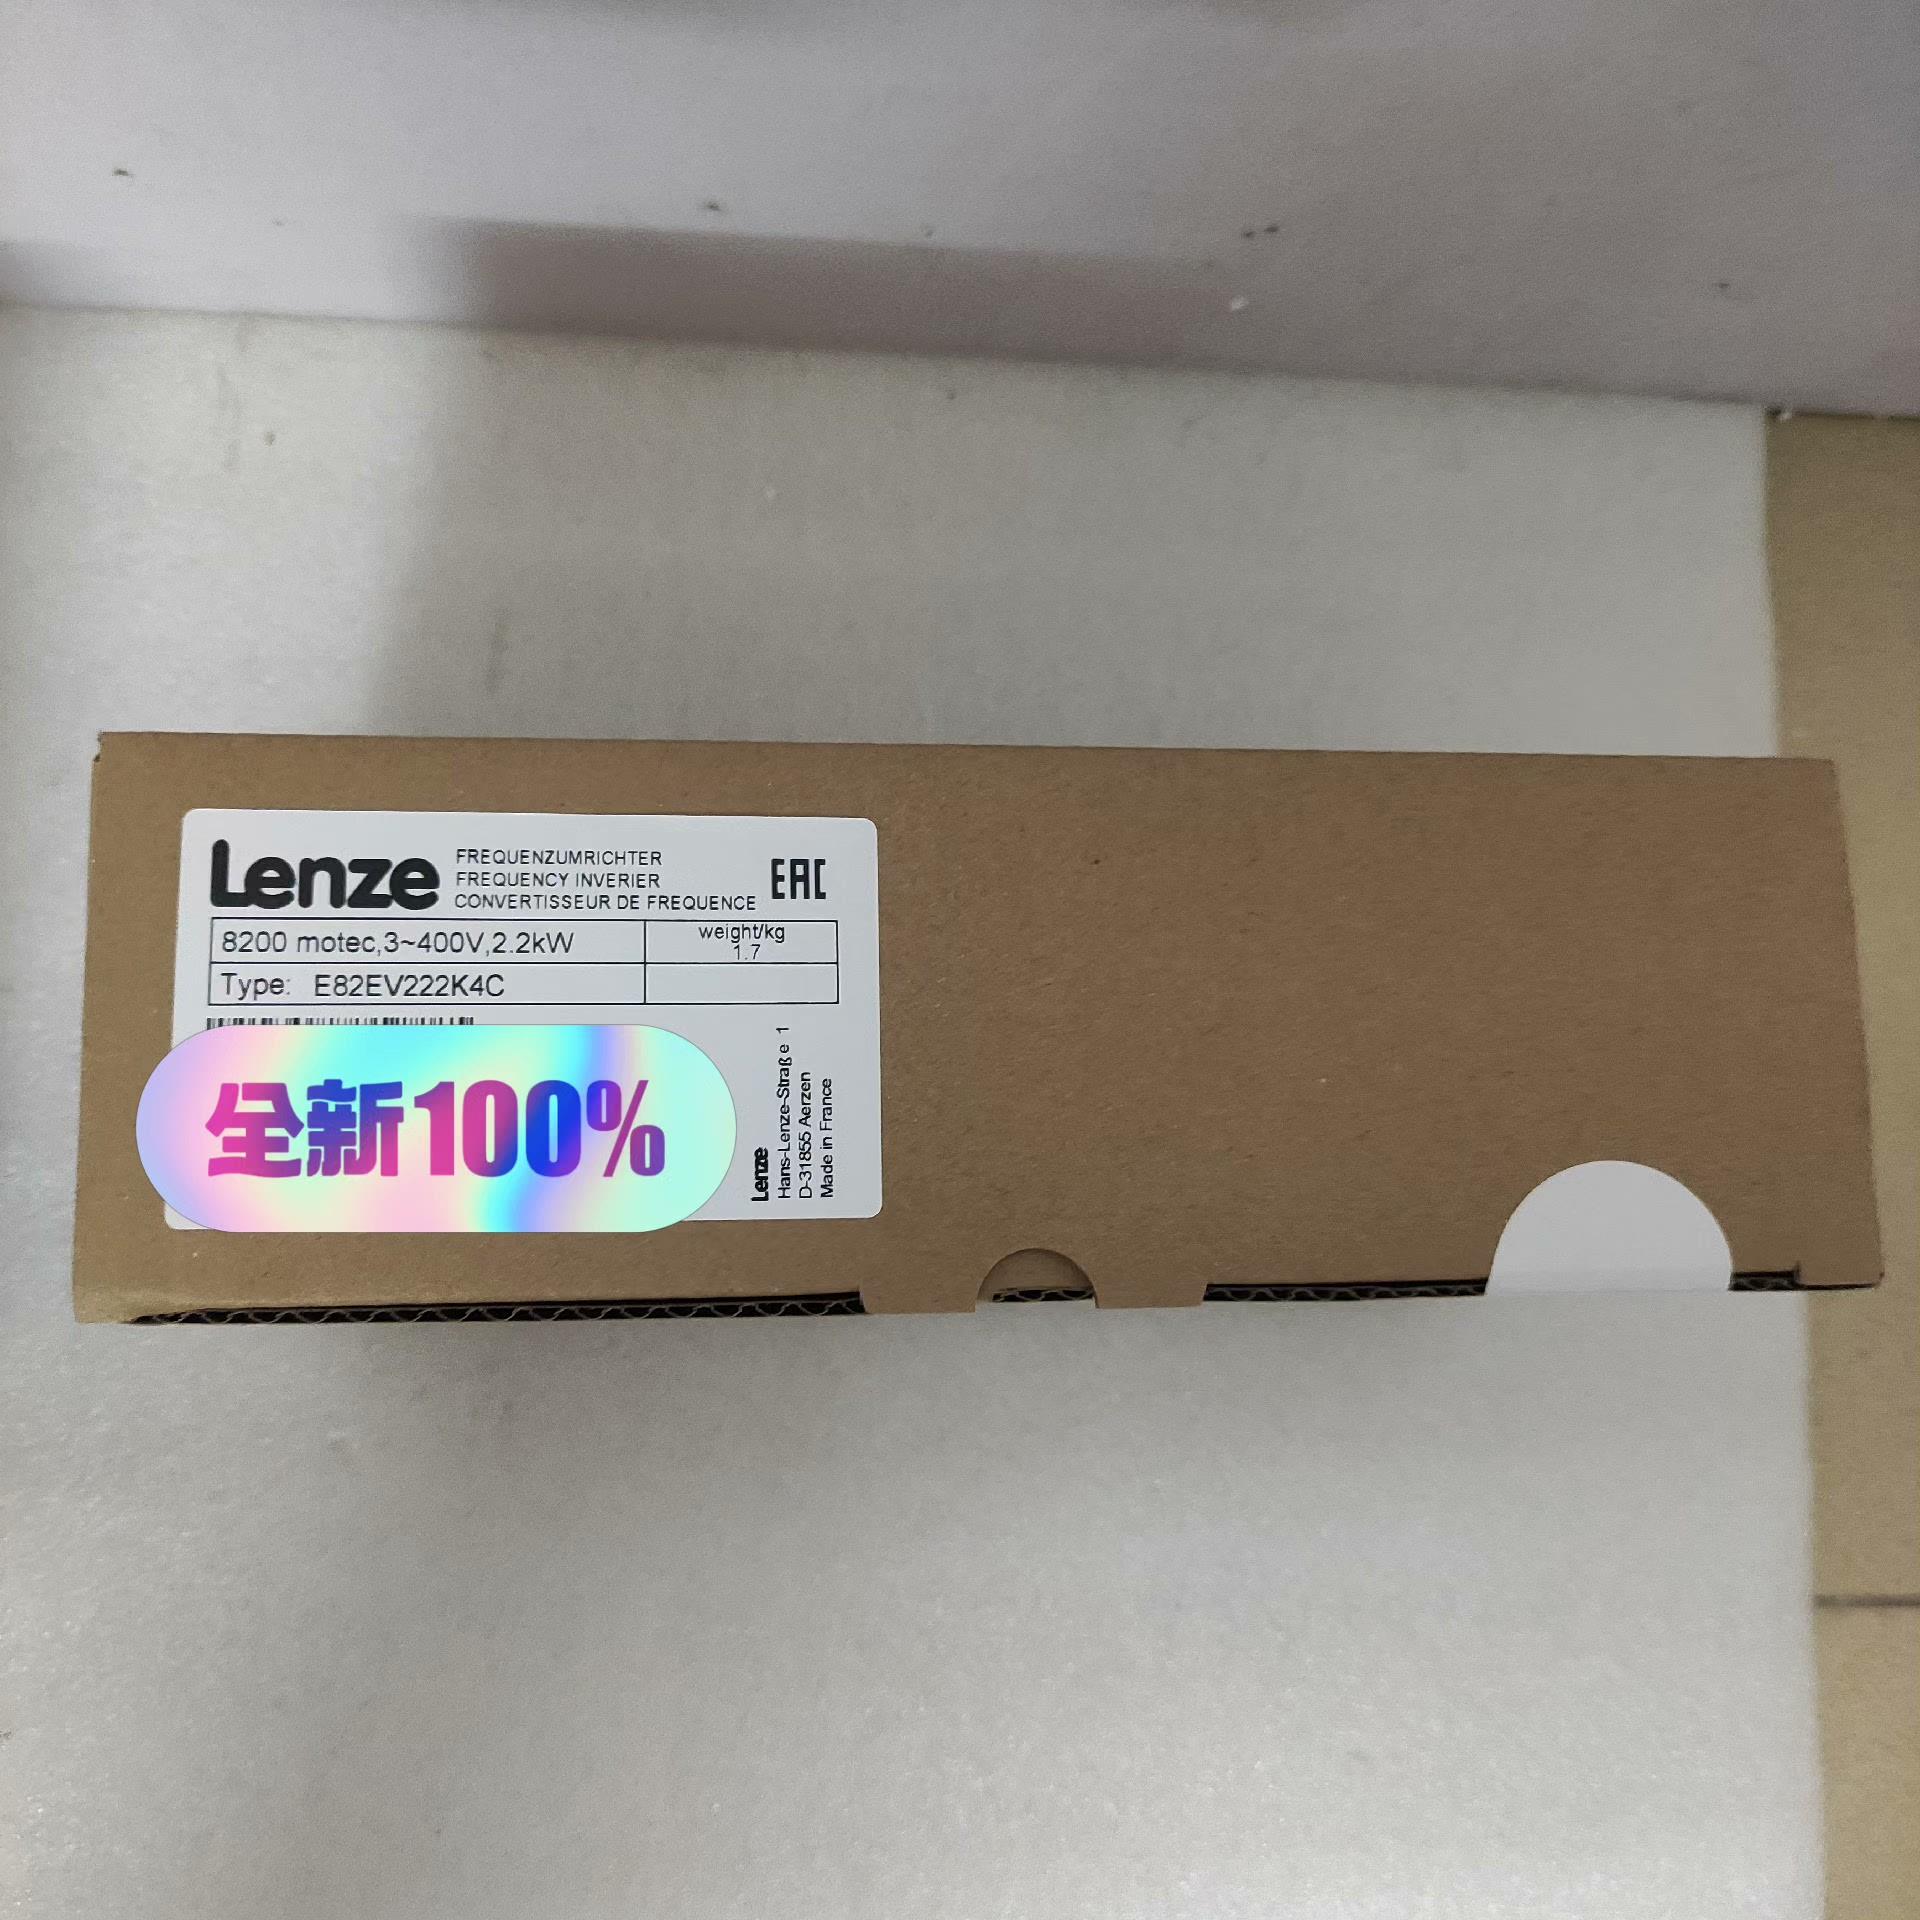 Lenze
FREQUENZUMRICHTER
FREQUENCY INVERIER
CONVERTISSEUR DE FREQUENCE
EAC
8200 motec,3~400V,2.2kW
weight/kg
1.7
Type: E82EV222K4C
全新100%
Lenze
Hans-Lenze-Straße 1
D-31855 Aerzen
Made in France